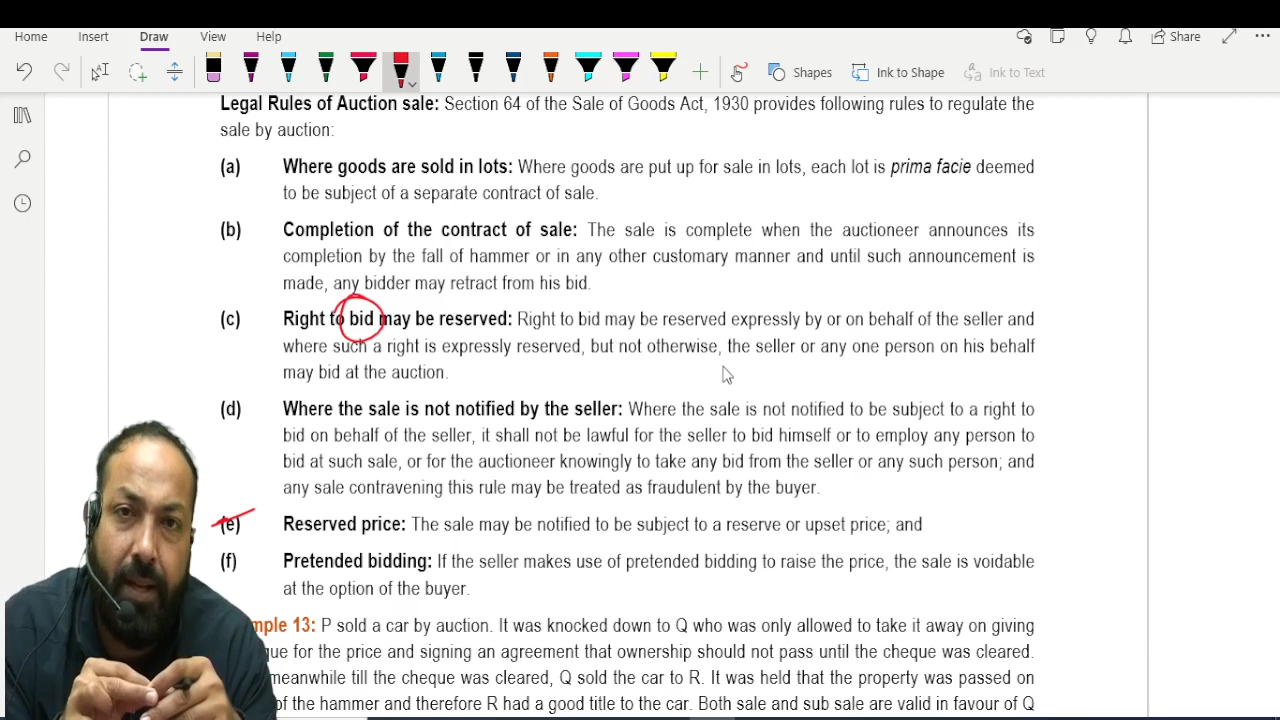 Home Insert Draw View Help Share
Shapes Ink to Shape Ink to Text
Legal Rules of Auction sale: Section 64 of the Sale of Goods Act, 1930 provides following rules to regulate the
sale by auction:
(a) Where goods are sold in lots: Where goods are put up for sale in lots, each lot is prima facie deemed
to be subject of a separate contract of sale.
(b) Completion of the contract of sale: The sale is complete when the auctioneer announces its
completion by the fall of hammer or in any other customary manner and until such announcement is
made, any bidder may retract from his bid.
(c) Right to bid may be reserved: Right to bid may be reserved expressly by or on behalf of the seller and
where such a right is expressly reserved, but not otherwise, the seller or any one person on his behalf
may bid at the auction.
(d) Where the sale is not notified by the seller: Where the sale is not notified to be subject to a right to
bid on behalf of the seller, it shall not be lawful for the seller to bid himself or to employ any person to
bid at such sale, or for the auctioneer knowingly to take any bid from the seller or any such person; and
any sale contravening this rule may be treated as fraudulent by the buyer.
(e) Reserved price: The sale may be notified to be subject to a reserve or upset price; and
(f) Pretended bidding: If the seller makes use of pretended bidding to raise the price, the sale is voidable
at the option of the buyer.
13: P sold a car by auction. It was knocked down to Q who was only allowed to take it away on giving
for the price and signing an agreement that ownership should not pass until the cheque was cleared.
meanwhile till the cheque was cleared, Q sold the car to R. It was held that the property was passed on
of the hammer and therefore R had a good title to the car. Both sale and sub sale are valid in favour of Q